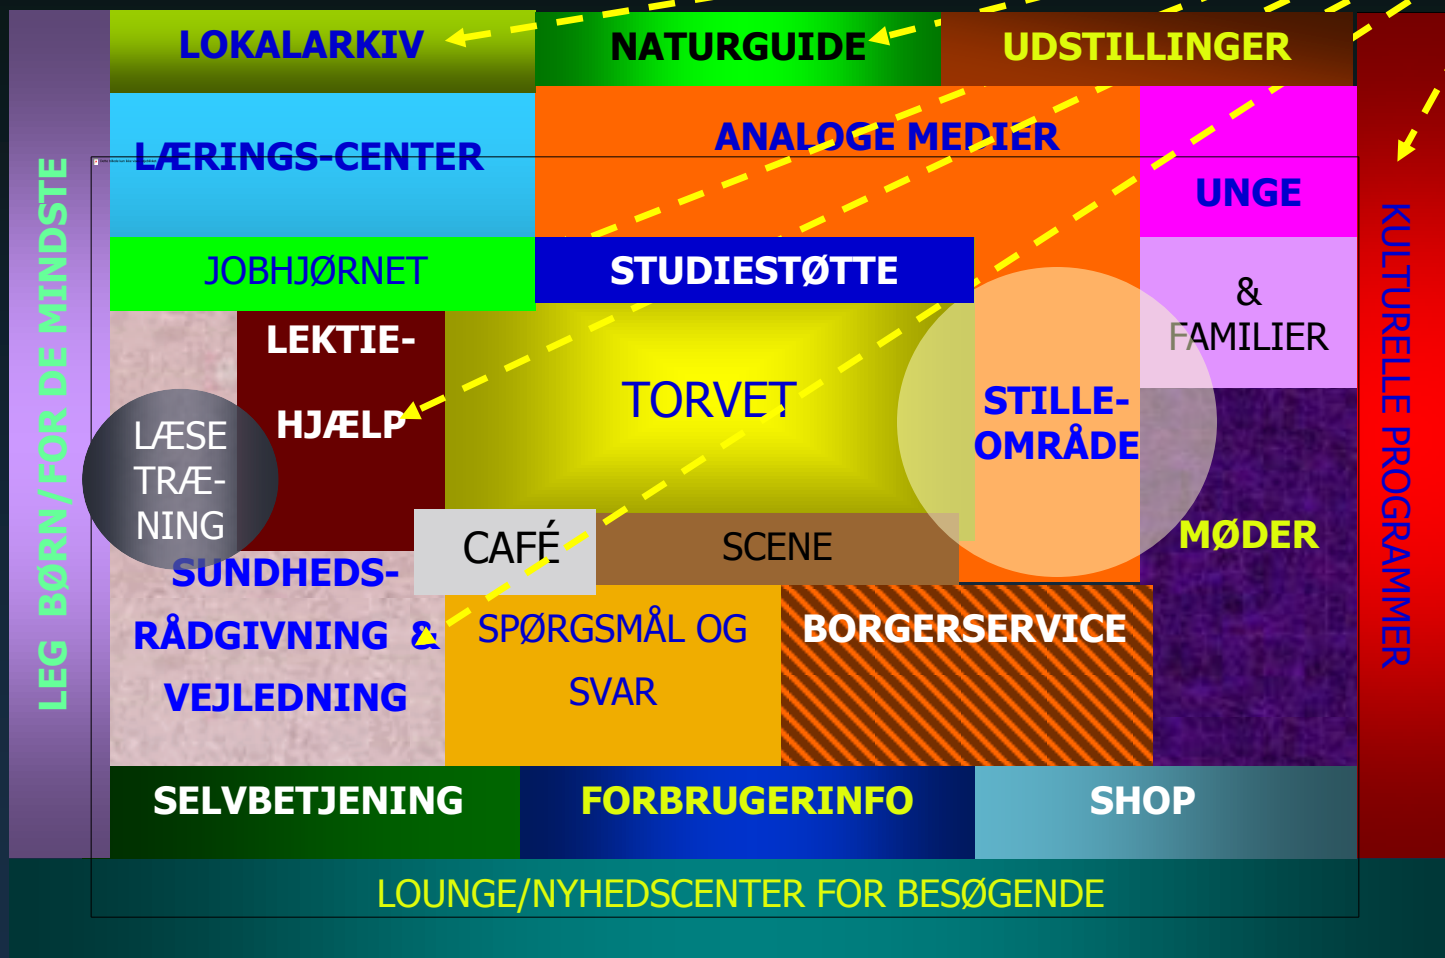 LOKALARKIV
NATURGUIDE
UDSTILLINGER
LÆRINGS-CENTER
ANALOGE MEDIER
UNGE
&
FAMILIER
JOBHJØRNET
STUDIESTØTTE
LEG BØRN/FOR DE MINDSTE
KULTURELLE PROGRAMMER
LEKTIE-
HJÆLP
TORVET
STILLE-
OMRÅDE
LÆSE
TRÆ-
NING
CAFÉ
SCENE
MØDER
SUNDHEDS-
RÅDGIVNING &
VEJLEDNING
SPØRGSMÅL OG
SVAR
BORGERSERVICE
SELVBETJENING
FORBRUGERINFO
SHOP
LOUNGE/NYHEDSCENTER FOR BESØGENDE